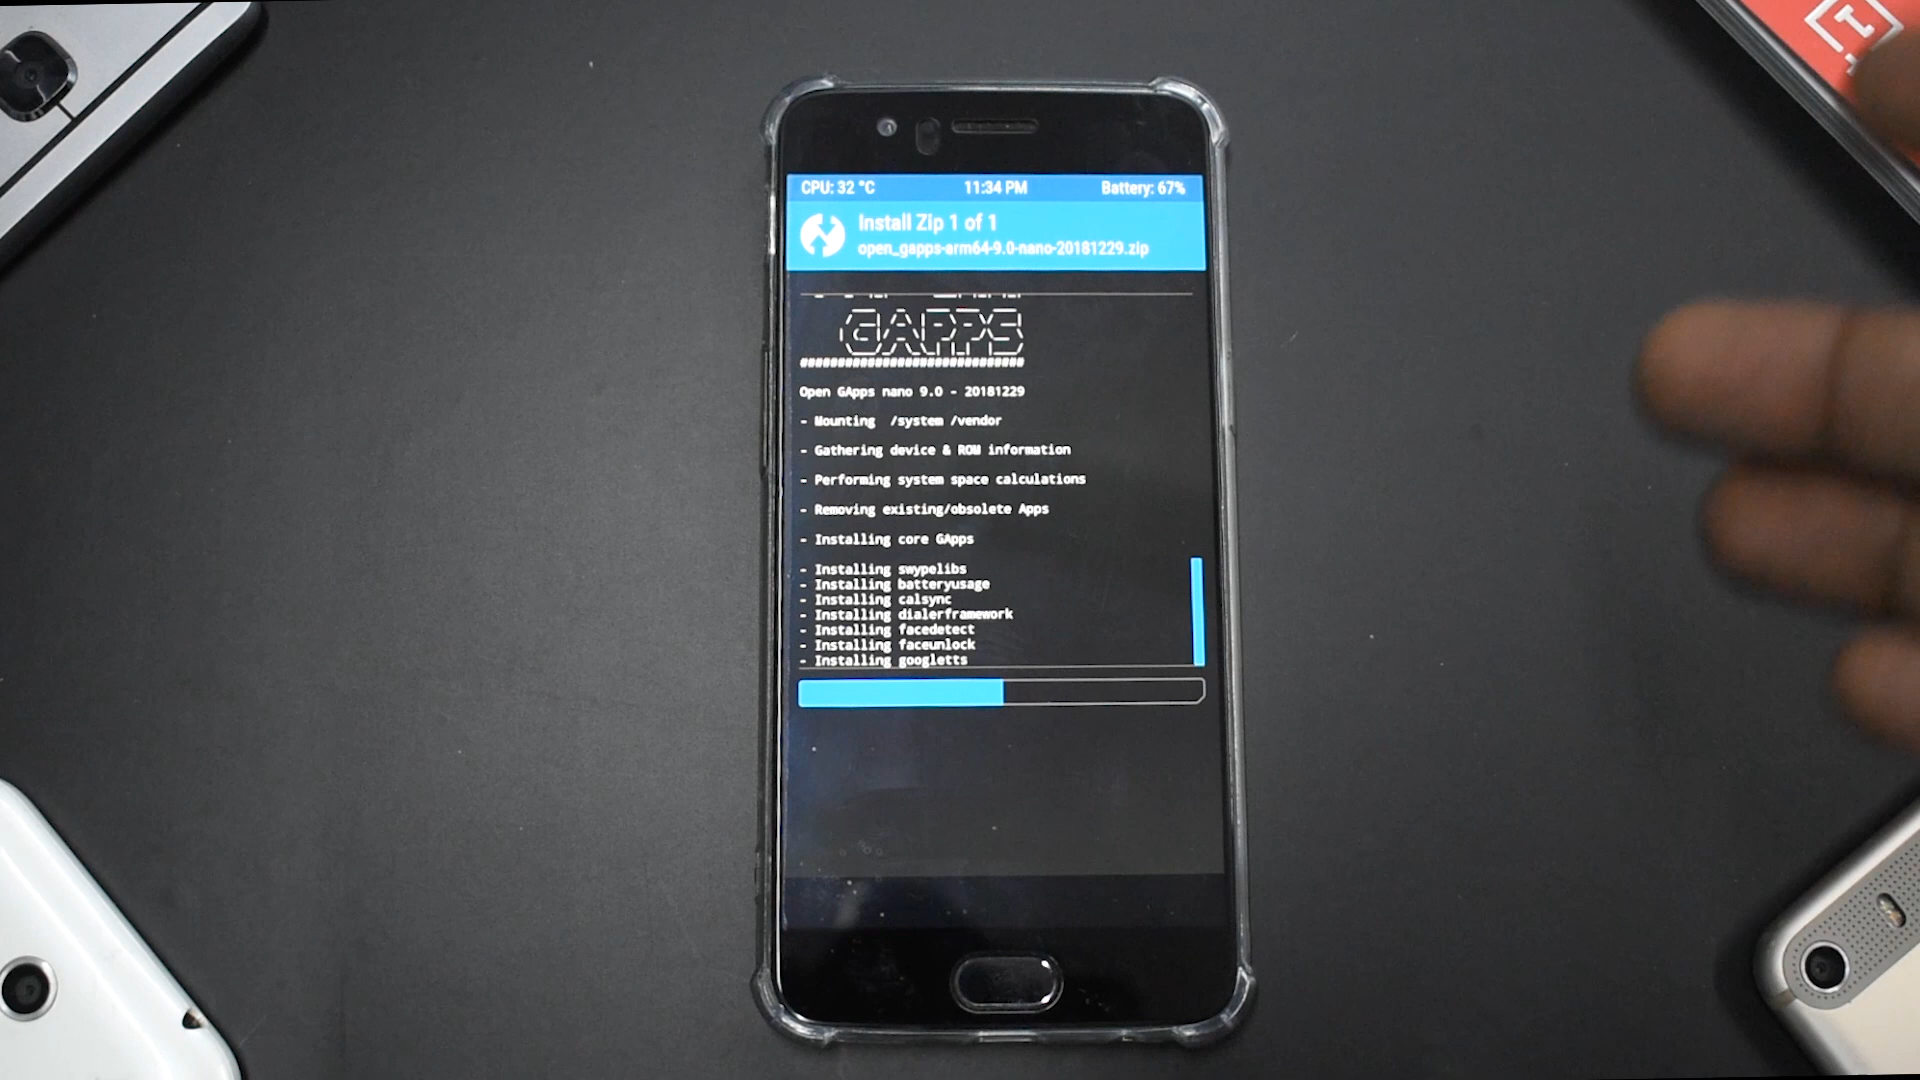 CPU: 32 °C 11:34 PM Battery: 67%
Install Zip 1 of 1
open_gapps-arm64-9.0-nano-20181229.zip
GAPPS
##############################
Open GApps nano 9.0 - 20181229
- Mounting /system /vendor
- Gathering device & ROM information
- Performing system space calculations
- Removing existing/obsolete Apps
- Installing core GApps
- Installing swypelibs
- Installing batteryusage
- Installing calsync
- Installing dialerframework
- Installing facedetect
- Installing faceunlock
- Installing googletts